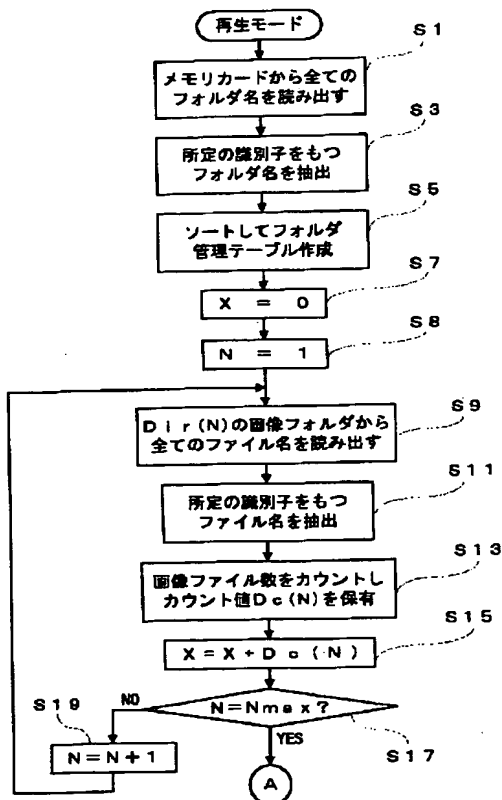 再生モード
S1
メモリカードから全ての
フォルダ名を読み出す
S3
所定の識別子をもつ
フォルダ名を抽出
S5
ソートしてフォルダ
管理テーブル作成
S7
X = 0
S8
N = 1
S9
Dir(N)の画像フォルダから
全てのファイル名を読み出す
S11
所定の識別子をもつ
ファイル名を抽出
S13
画像ファイル数をカウントし
カウント値Dc(N)を保有
S15
X=X+Dc(N)
S19
NO
N=Nmax?
YES
S17
N=N+1
A